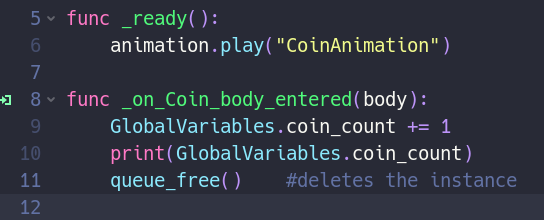 5 func _ready():
6 animation.play("CoinAnimation")
7
8 func _on_Coin_body_entered(body):
9 GlobalVariables.coin_count += 1
10 print(GlobalVariables.coin_count)
11 queue_free() #deletes the instance
12